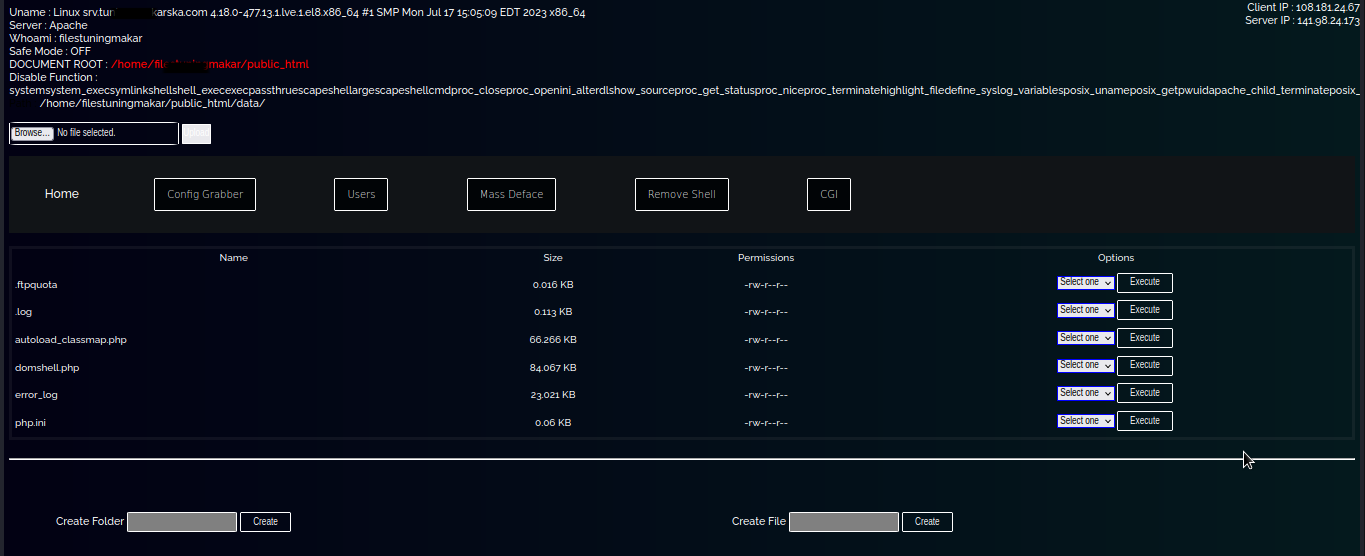 Uname : Linux srv.tun karska.com 4.18.0-477.13.1.lve.1.el8.x86_64 #1 SMP Mon Jul 17 15:05:09 EDT 2023 x86_64
Client IP : 108.181.24.67
Server : Apache
Server IP : 141.98.24.173
Whoami : filestuningmakar
Safe Mode : OFF
DOCUMENT ROOT : /home/file gmakar/public_html
Disable Function :
systemsystem_execsymlinkshellshell_execexecpassthruescapeshellargescapeshellcmdproc_closeproc_openini_alterdlshow_sourceproc_get_statusproc_niceproc_terminatehighlight_filedefine_syslog_variablesposix_unameposix_getpwuidapache_child_terminateposix_
/home/filestuningmakar/public_html/data/
Browse... No file selected. Upload
Home Config Grabber Users Mass Deface Remove Shell CGI
Name Size Permissions Options
.ftpquota 0.016 KB -rw-r--r-- Select one Execute
.log 0.113 KB -rw-r--r-- Select one Execute
autoload_classmap.php 66.266 KB -rw-r--r-- Select one Execute
domshell.php 84.067 KB -rw-r--r-- Select one Execute
error_log 23.021 KB -rw-r--r-- Select one Execute
php.ini 0.06 KB -rw-r--r-- Select one Execute
Create Folder Create Create File Create